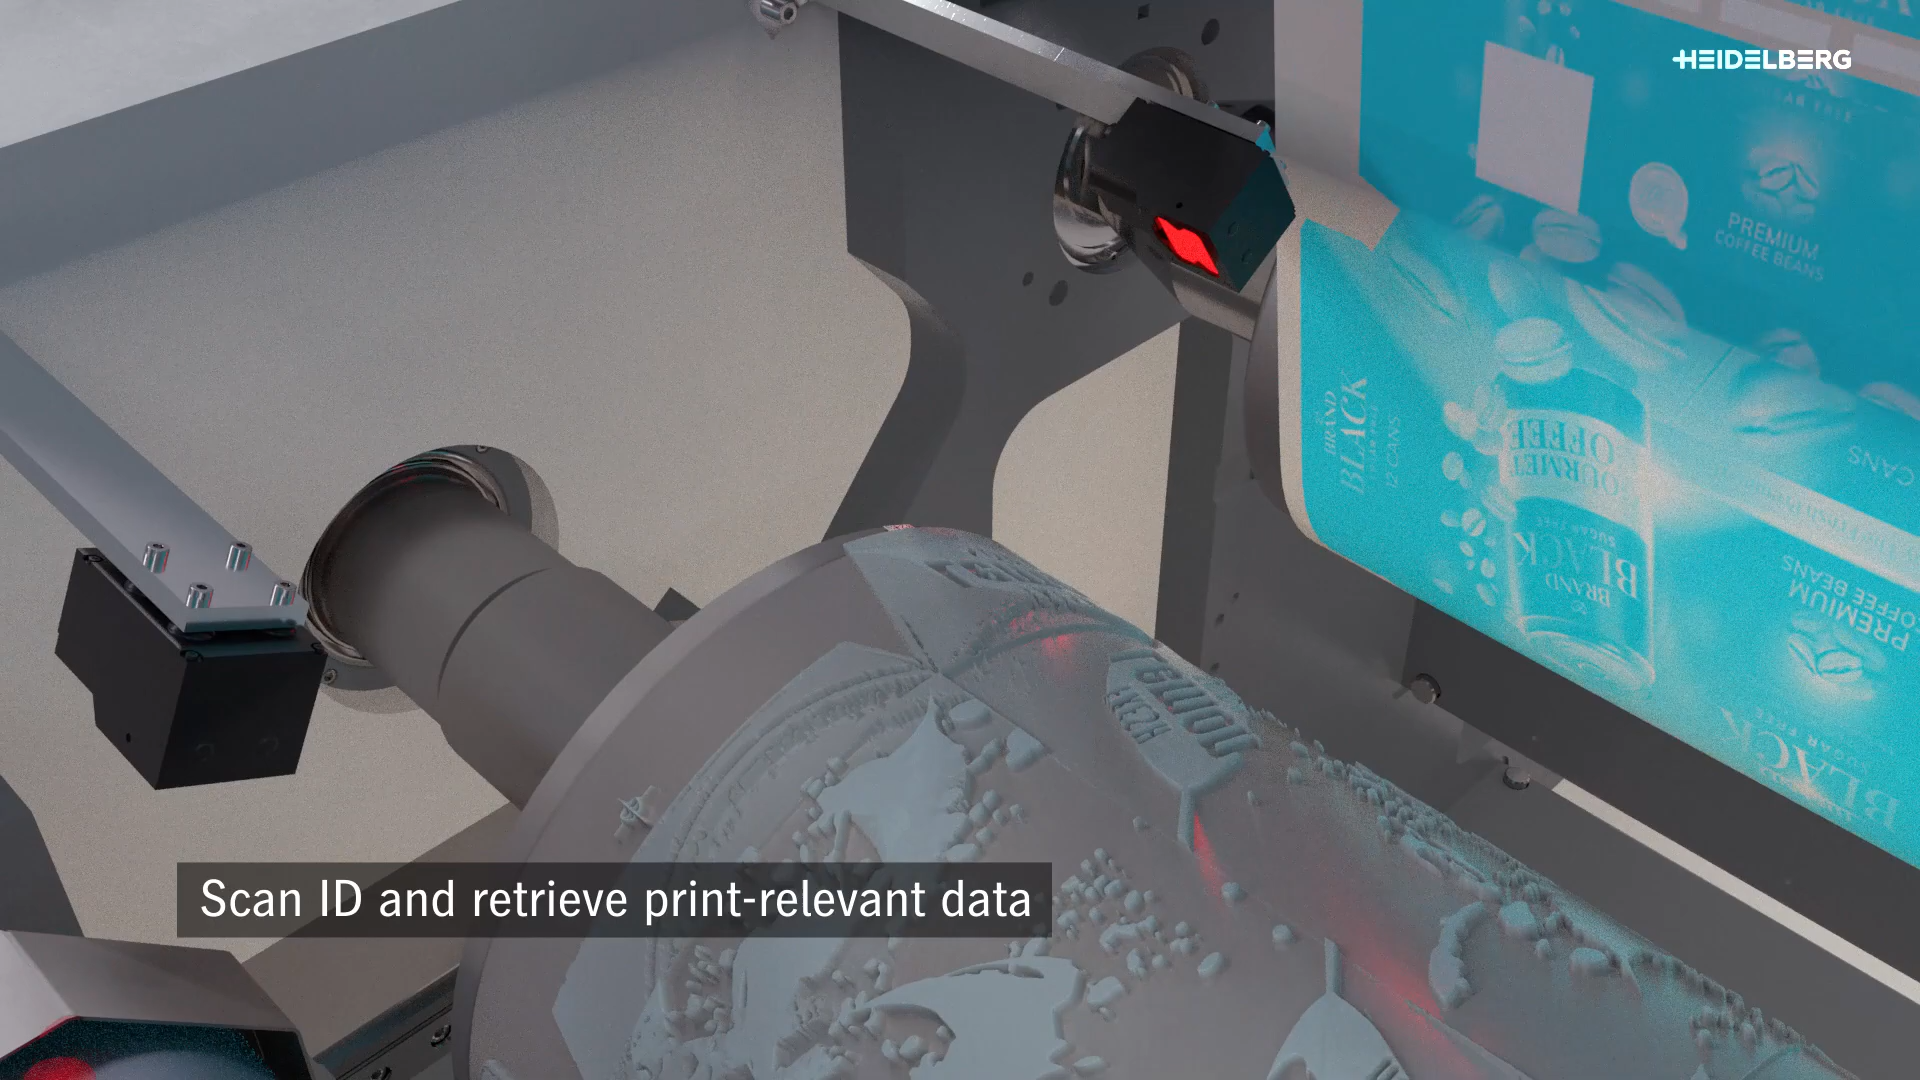 HEIDELBERG
PREMIUM
COFFEE BEANS
BRAND
BLACK
12 CANS
CANS
COFFEE
GOURMET
SUGAR FREE
BLACK
BRAND
COFFEE BEANS
PREMIUM
SUGAR FREE
BLACK
Scan ID and retrieve print-relevant data